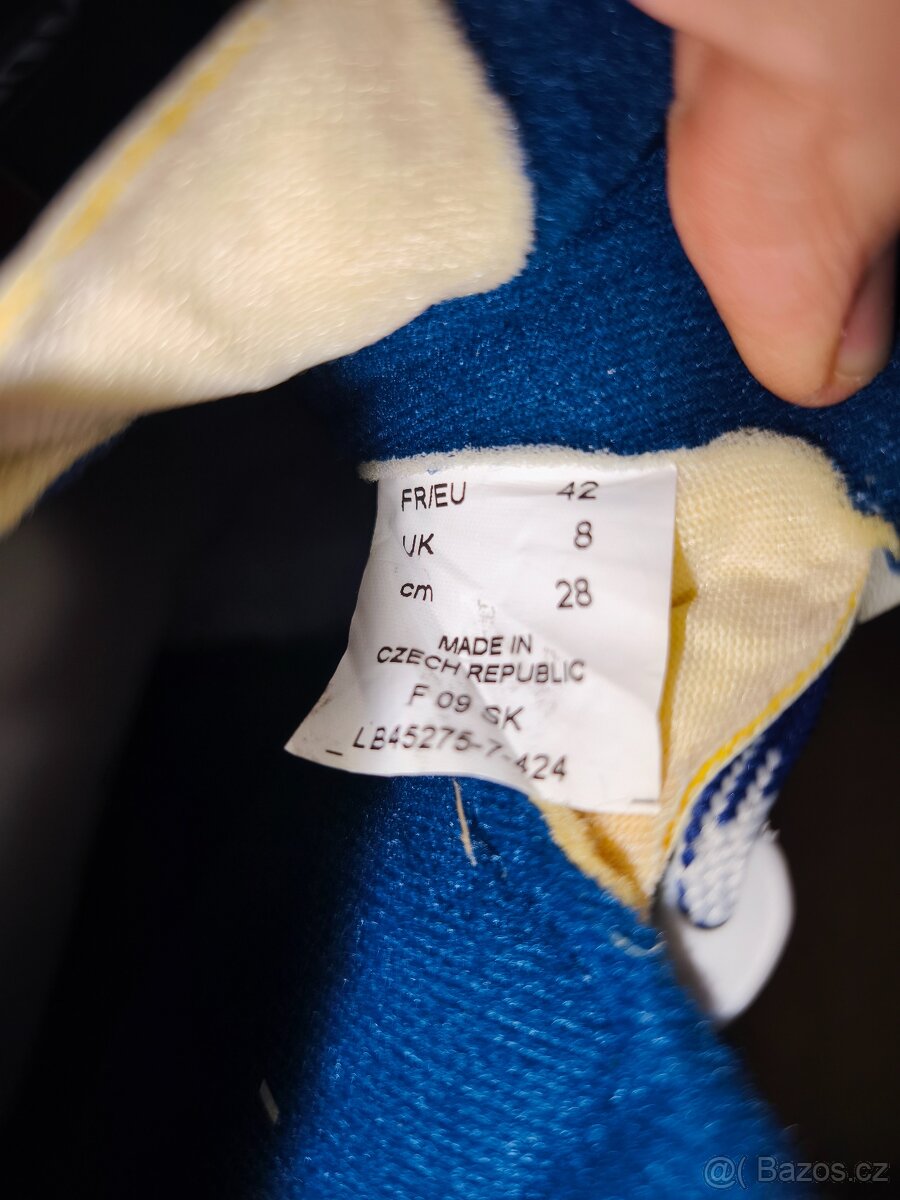 FR/EU 42
UK 8
cm 28
MADE IN
CZECH REPUBLIC
F 09 SK
_ LB45275-7-424 _
@( Bazos.cz